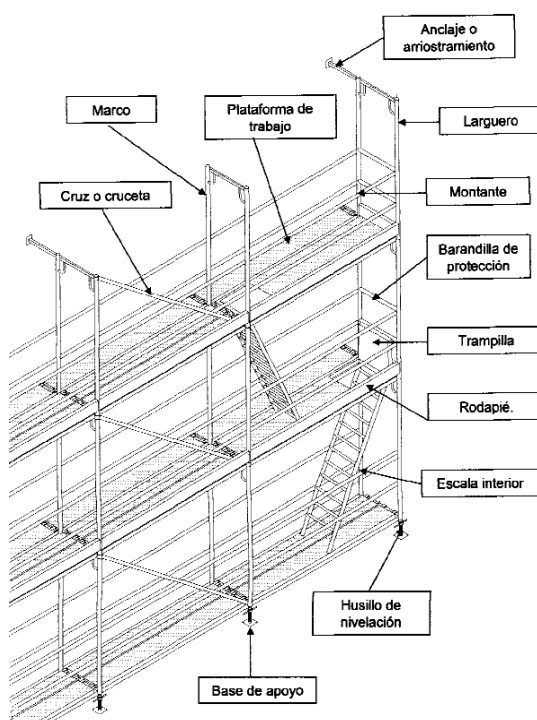 Anclaje o
arriostramiento
Marco
Plataforma de
trabajo
Larguero
Cruz o cruceta
Montante
Barandilla de
protección
Trampilla
Rodapié.
Escala interior
Husillo de
nivelación
Base de apoyo